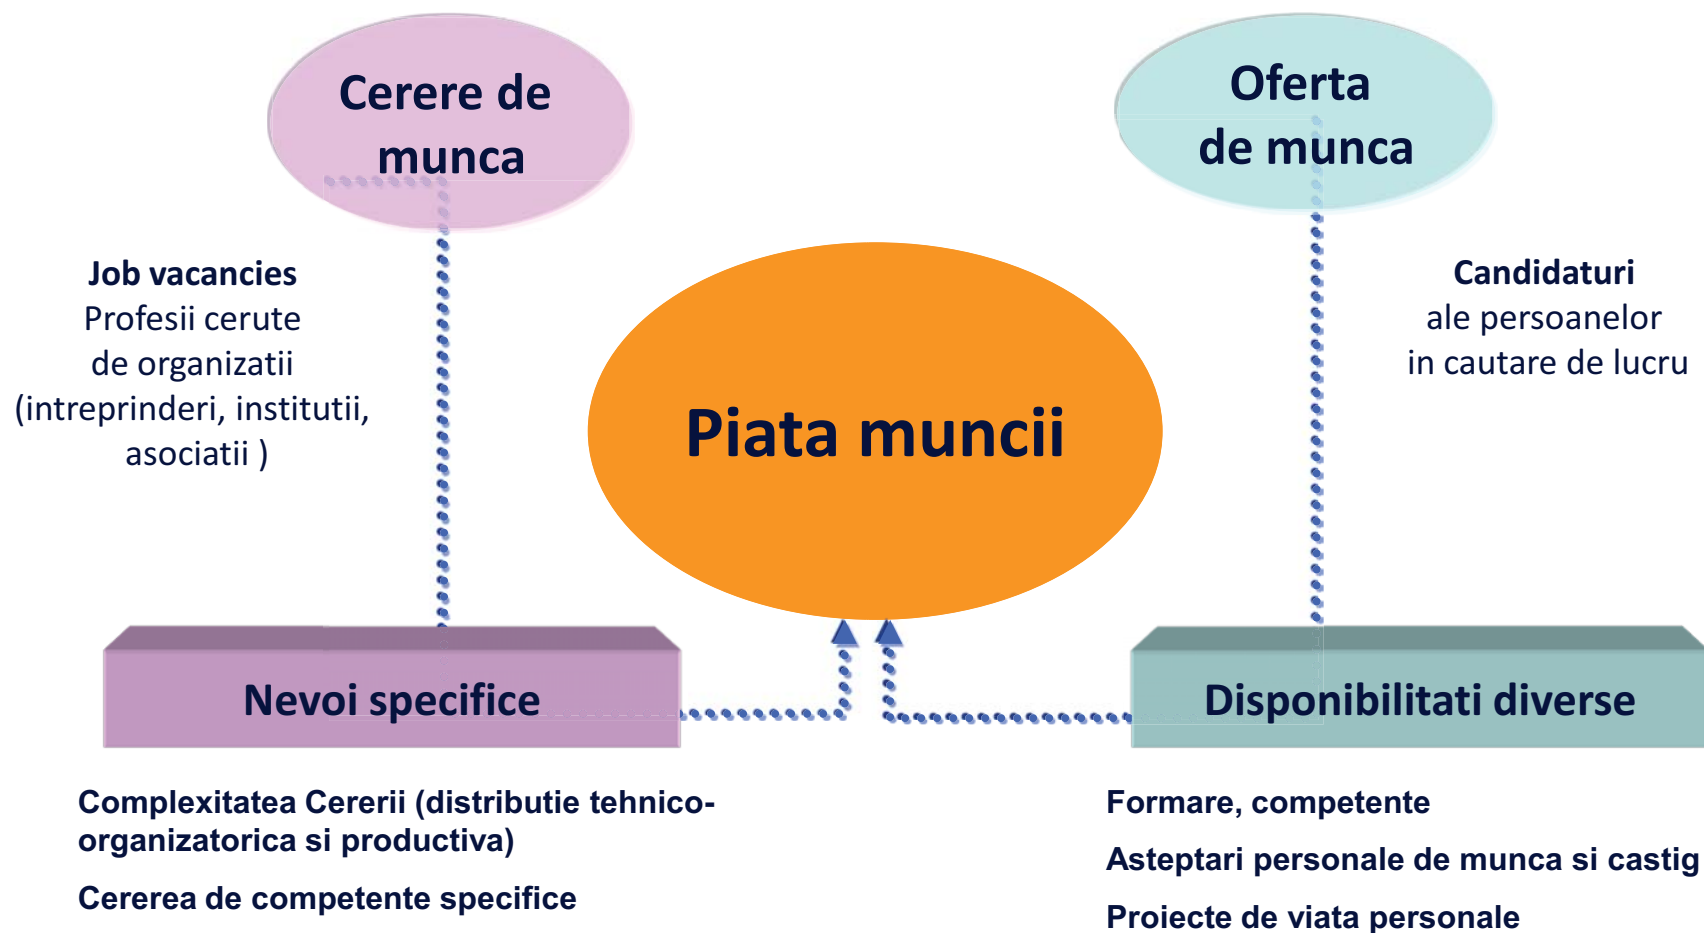 Cerere de
munca
Oferta
de munca
Job vacancies
Profesii cerute
de organizatii
(intreprinderi, institutii,
asociatii )
Candidaturi
ale persoanelor
in cautare de lucru
Piata muncii
Nevoi specifice
Disponibilitati diverse
Complexitatea Cererii (distributie tehnico-
organizatorica si productiva)
Cererea de competente specifice
Formare, competente
Asteptari personale de munca si castig
Proiecte de viata personale